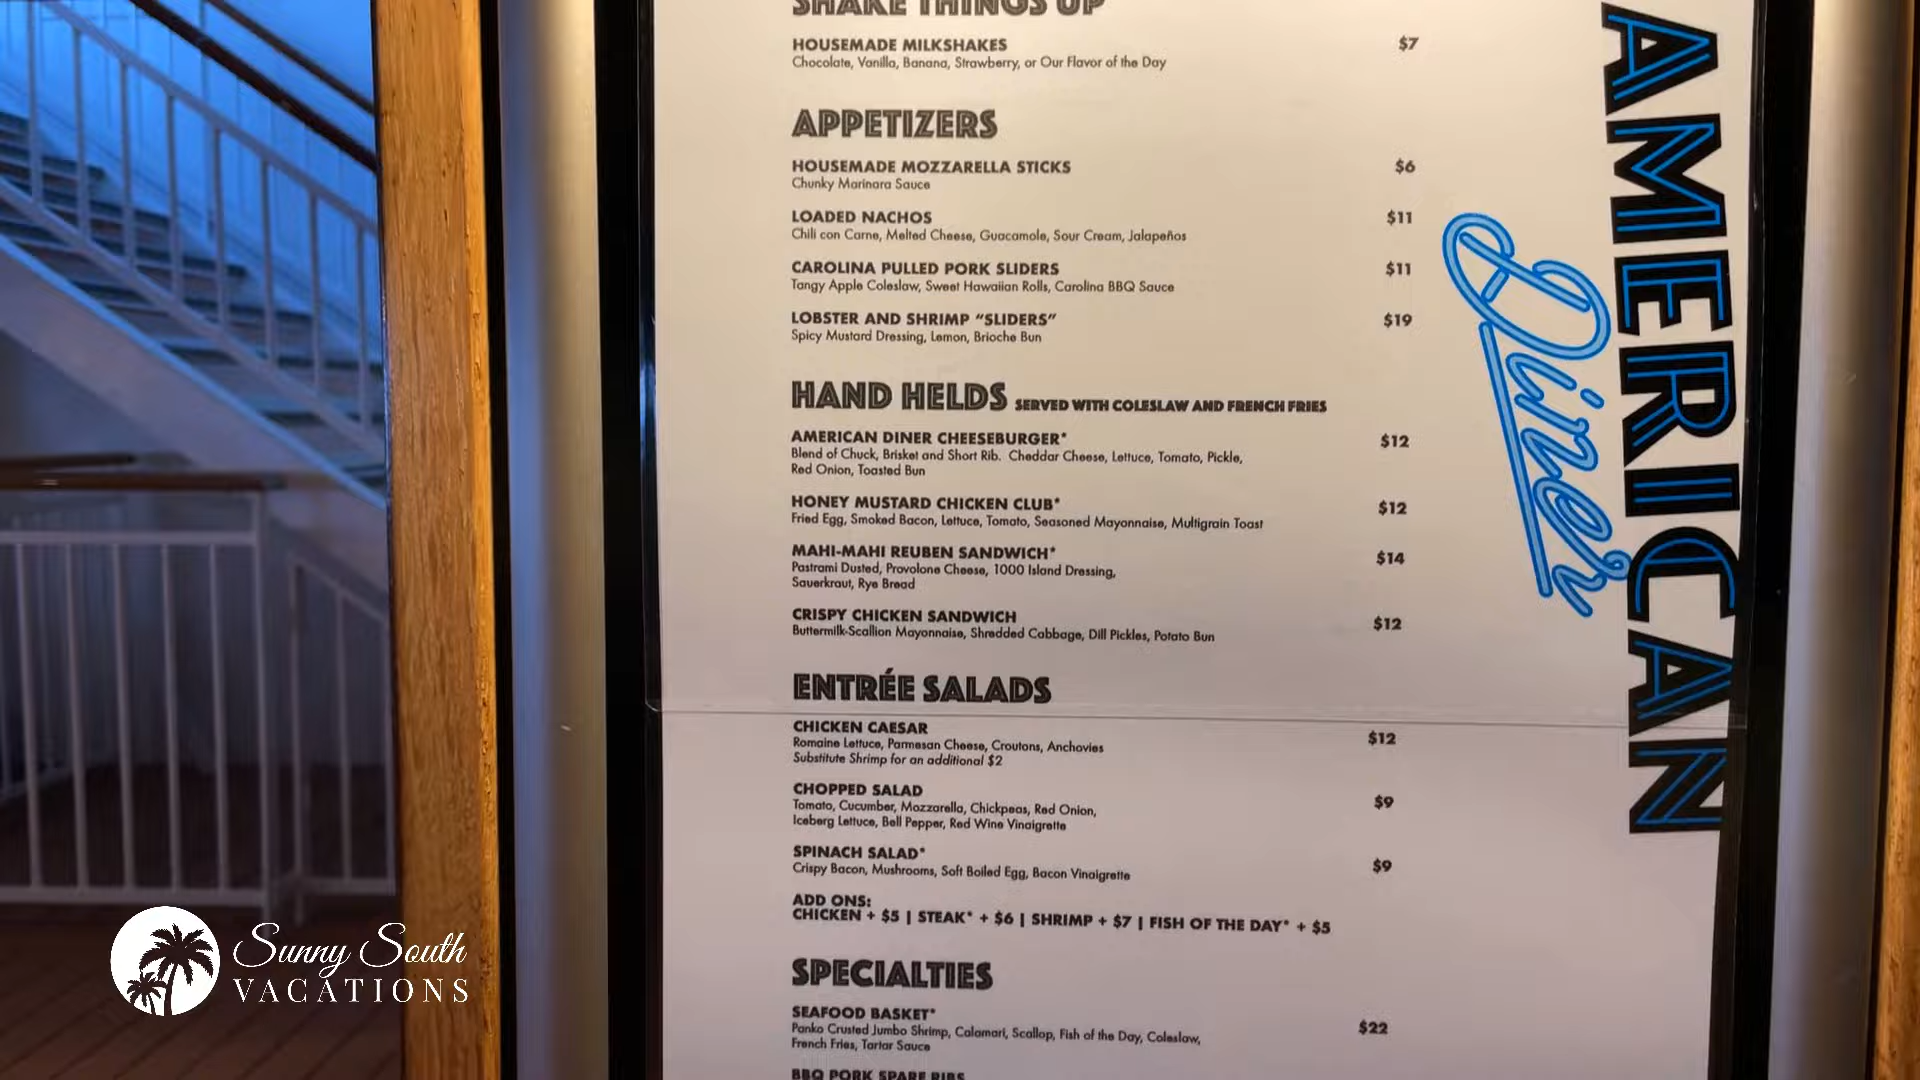 SHAKE THINGS UP
HOUSEMADE MILKSHAKES $7
Chocolate, Vanilla, Banana, Strawberry, or Our Flavor of the Day
APPETIZERS
HOUSEMADE MOZZARELLA STICKS $6
Chunky Marinara Sauce
LOADED NACHOS $11
Chili con Carne, Melted Cheese, Guacamole, Sour Cream, Jalapeños
CAROLINA PULLED PORK SLIDERS $11
Tangy Apple Coleslaw, Sweet Hawaiian Rolls, Carolina BBQ Sauce
LOBSTER AND SHRIMP “SLIDERS” $19
Spicy Mustard Dressing, Lemon, Brioche Bun
HAND HELDS SERVED WITH COLESLAW AND FRENCH FRIES
AMERICAN DINER CHEESEBURGER* $12
Blend of Chuck, Brisket and Short Rib. Cheddar Cheese, Lettuce, Tomato, Pickle,
Red Onion, Toasted Bun
HONEY MUSTARD CHICKEN CLUB* $12
Fried Egg, Smoked Bacon, Lettuce, Tomato, Seasoned Mayonnaise, Multigrain Toast
MAHI-MAHI REUBEN SANDWICH* $14
Pastrami Dusted, Provolone Cheese, 1000 Island Dressing,
Sauerkraut, Rye Bread
CRISPY CHICKEN SANDWICH $12
Buttermilk-Scallion Mayonnaise, Shredded Cabbage, Dill Pickles, Potato Bun
ENTRÉE SALADS
CHICKEN CAESAR $12
Romaine Lettuce, Parmesan Cheese, Croutons, Anchovies
Substitute Shrimp for an additional $2
CHOPPED SALAD $9
Tomato, Cucumber, Mozzarella, Chickpeas, Red Onion,
Iceberg Lettuce, Bell Pepper, Red Wine Vinaigrette
SPINACH SALAD* $9
Crispy Bacon, Mushrooms, Soft Boiled Egg, Bacon Vinaigrette
ADD ONS:
CHICKEN + $5 | STEAK* + $6 | SHRIMP + $7 | FISH OF THE DAY* + $5
SPECIALTIES
SEAFOOD BASKET* $22
Panko Crusted Jumbo Shrimp, Calamari, Scallop, Fish of the Day, Coleslaw,
French Fries, Tartar Sauce
BBQ PORK SPARE RIBS
AMERICAN
Diner
Sunny South
VACATIONS